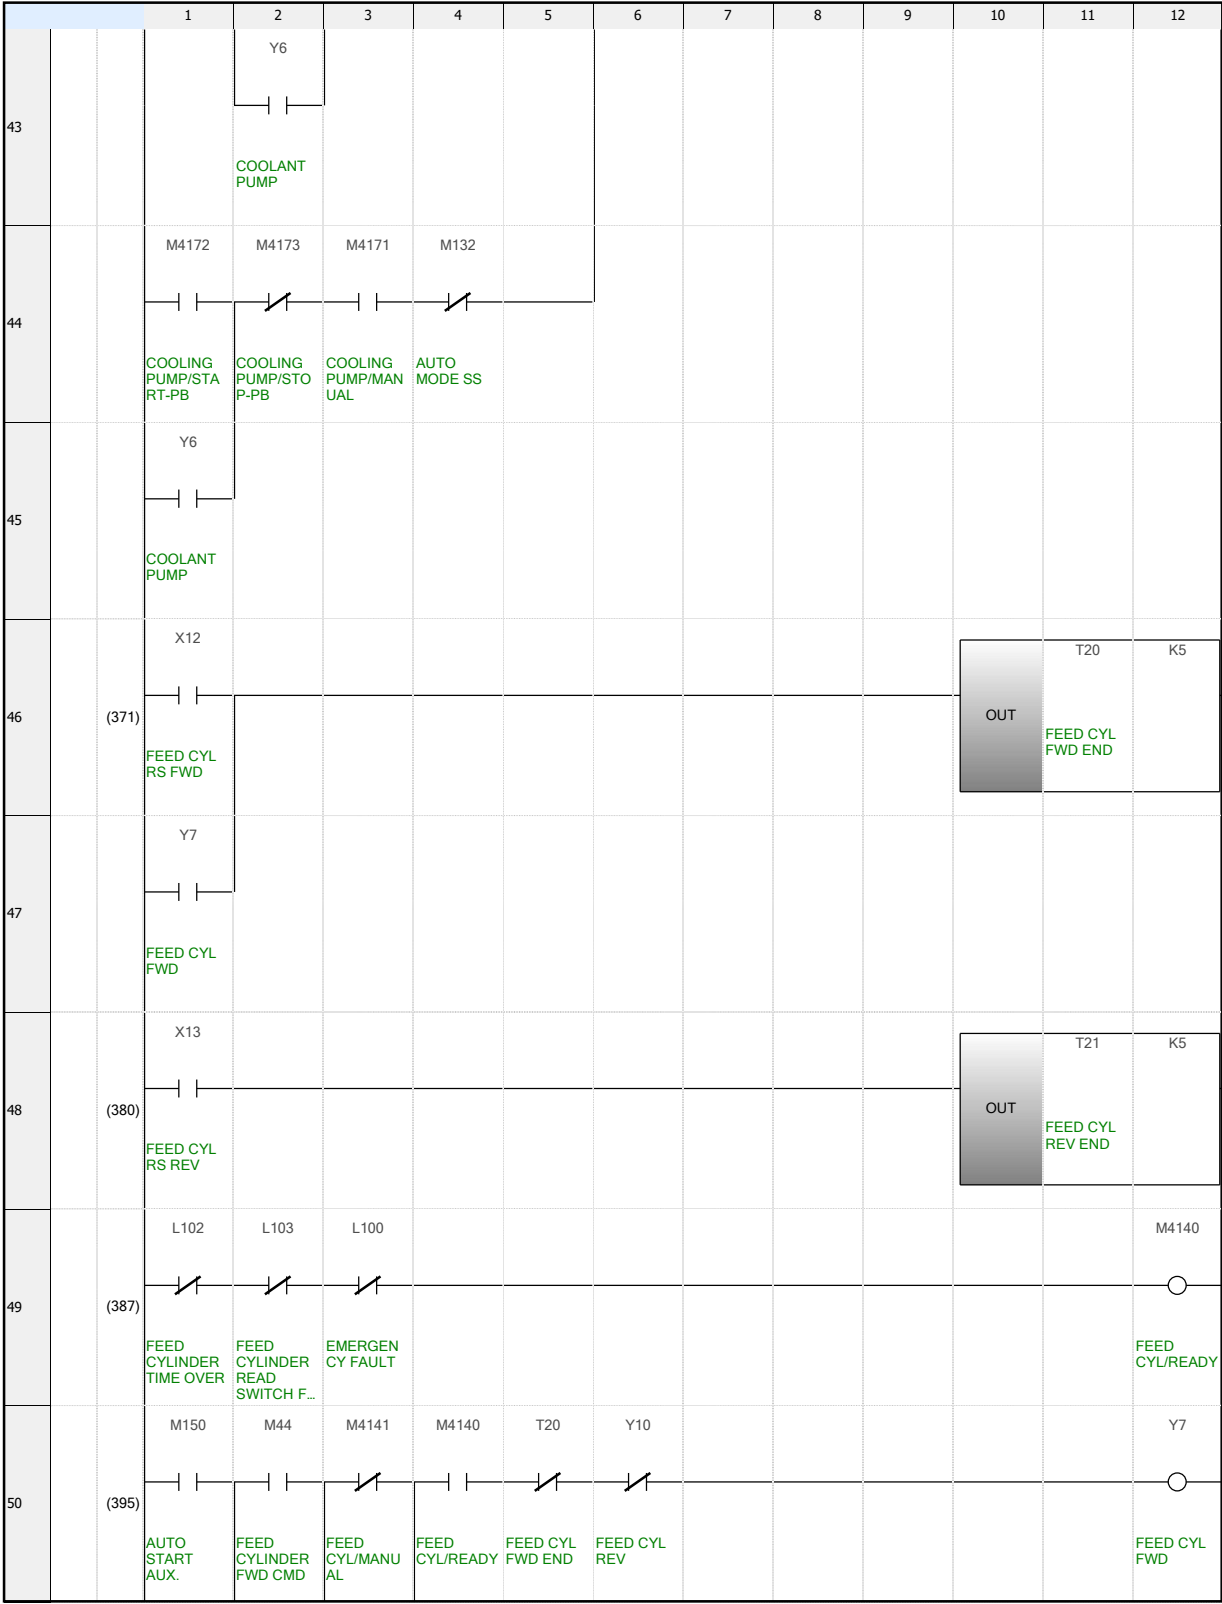 1 2 3 4 5 6 7 8 9 10 11 12
Y6
43
COOLANT
PUMP
M4172 M4173 M4171 M132
44
COOLING COOLING COOLING AUTO
PUMP/STA PUMP/STO PUMP/MAN MODE SS
RT-PB P-PB UAL
Y6
45
COOLANT
PUMP
X12 T20 K5
46 (371) OUT
FEED CYL FEED CYL
RS FWD FWD END
Y7
47
FEED CYL
FWD
X13 T21 K5
48 (380) OUT
FEED CYL FEED CYL
RS REV REV END
L102 L103 L100 M4140
49 (387)
FEED FEED EMERGEN FEED
CYLINDER CYLINDER CY FAULT CYL/READY
TIME OVER READ
SWITCH F...
M150 M44 M4141 M4140 T20 Y10 Y7
50 (395)
AUTO FEED FEED FEED FEED CYL FEED CYL FEED CYL
START CYLINDER CYL/MANU CYL/READY FWD END REV FWD
AUX. FWD CMD AL